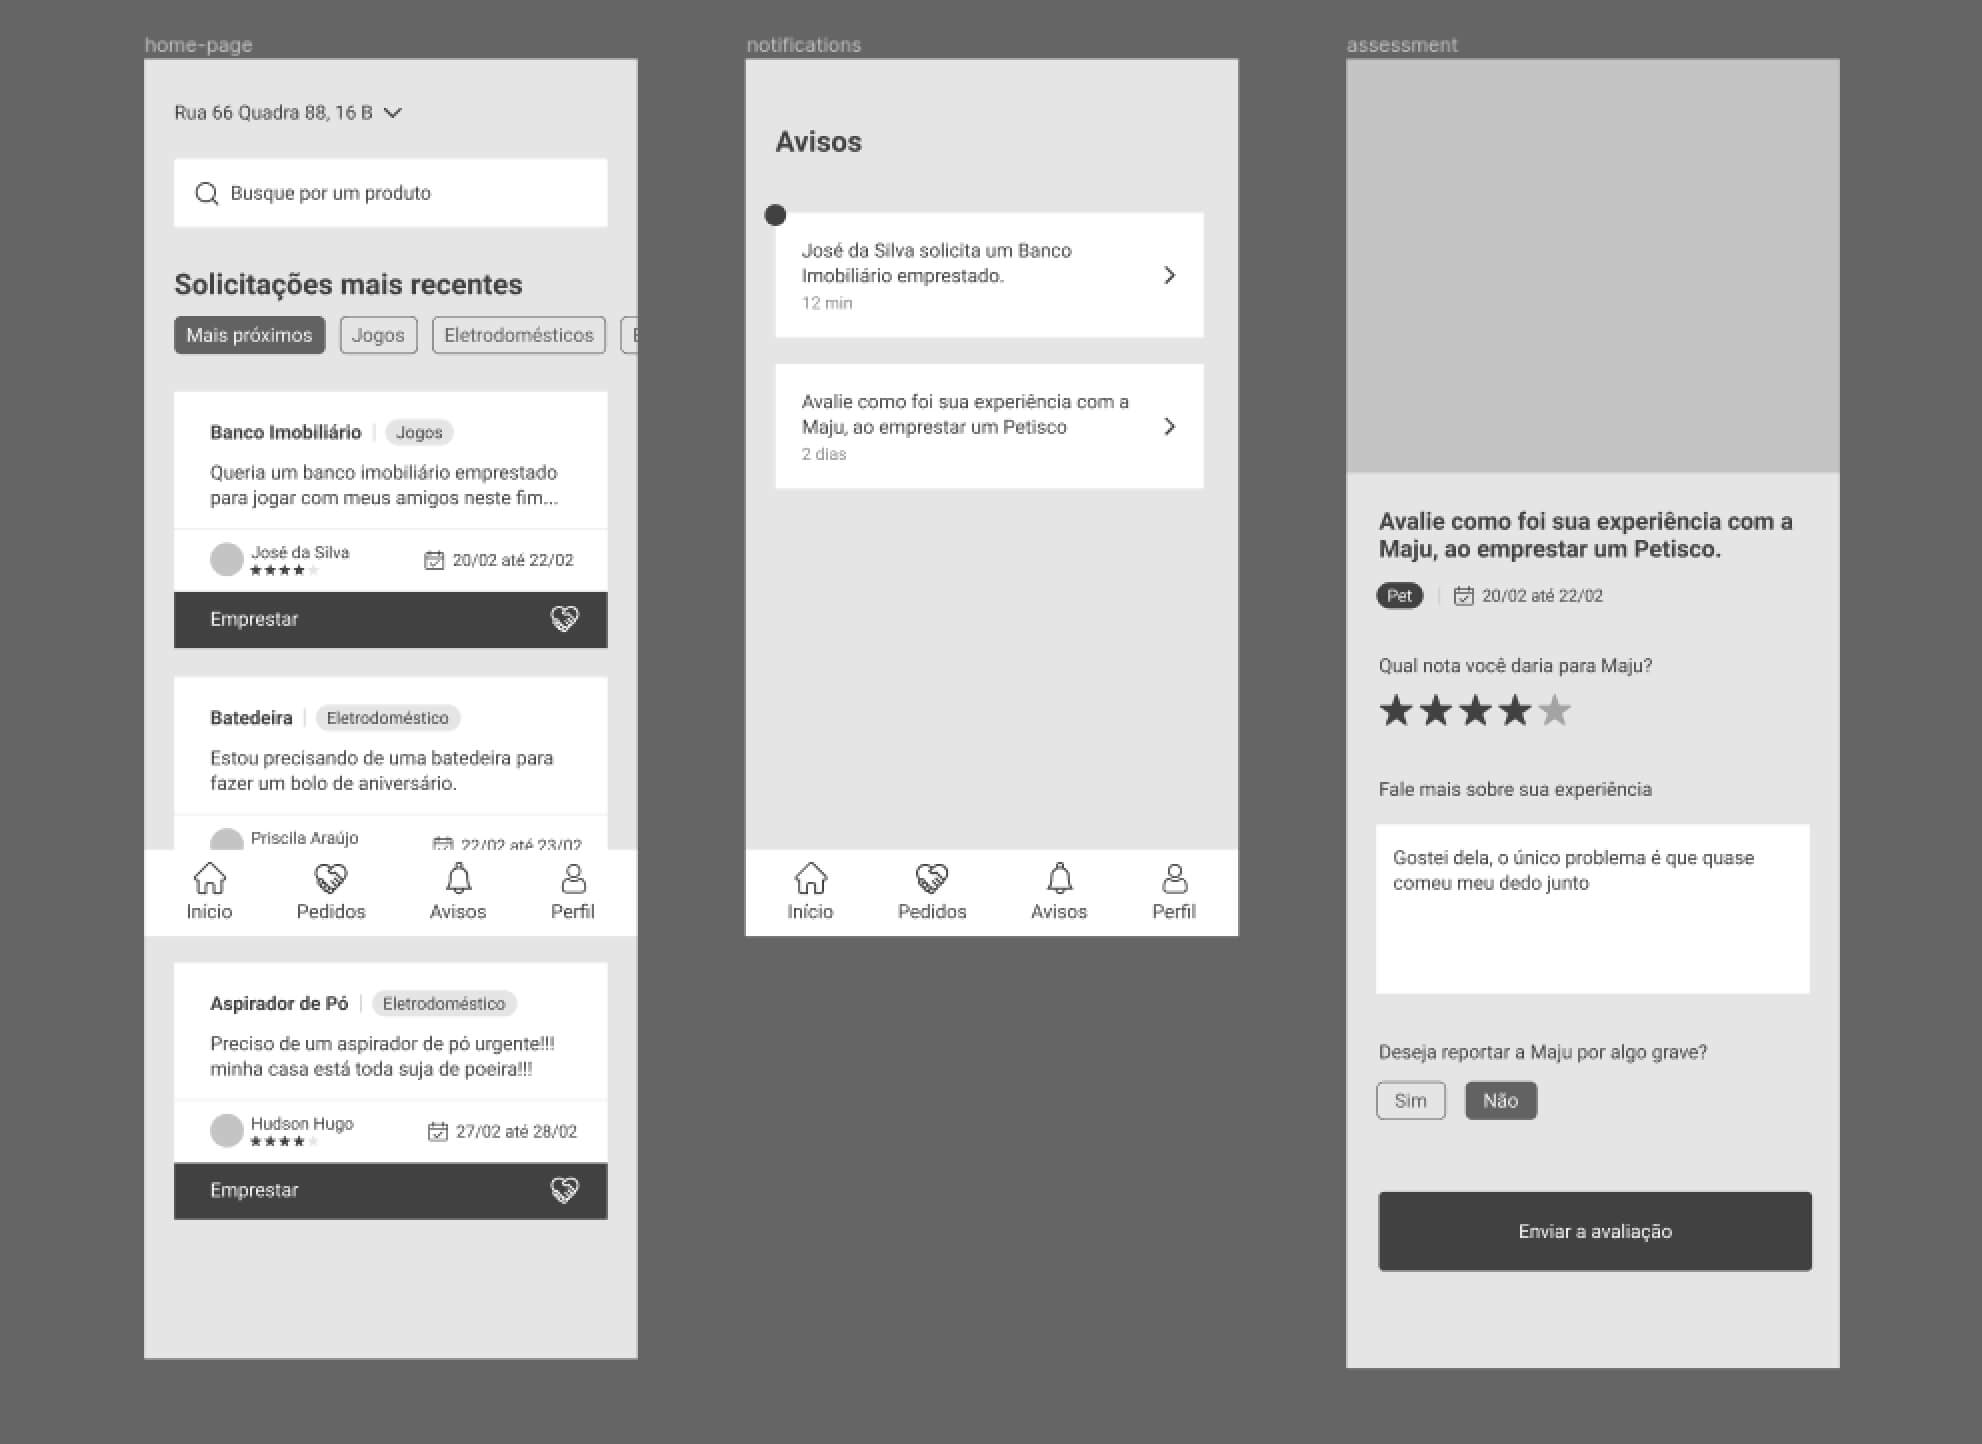 home-page
Rua 66 Quadra 88, 16 B
Busque por um produto
Solicitações mais recentes
Mais próximos
Jogos
Eletrodomésticos
Banco Imobiliário
Jogos
Queria um banco imobiliário emprestado
para jogar com meus amigos neste fim...
José da Silva
20/02 até 22/02
Emprestar
Batedeira
Eletrodoméstico
Estou precisando de uma batedeira para
fazer um bolo de aniversário.
Priscila Araújo
22/02 até 23/02
Início
Pedidos
Avisos
Perfil
Aspirador de Pó
Eletrodoméstico
Preciso de um aspirador de pó urgente!!!
minha casa está toda suja de poeira!!!
Hudson Hugo
27/02 até 28/02
Emprestar
notifications
Avisos
José da Silva solicita um Banco
Imobiliário emprestado.
12 min
Avalie como foi sua experiência com a
Maju, ao emprestar um Petisco
2 dias
Início
Pedidos
Avisos
Perfil
assessment
Avalie como foi sua experiência com a
Maju, ao emprestar um Petisco.
Pet
20/02 até 22/02
Qual nota você daria para Maju?
Fale mais sobre sua experiência
Gostei dela, o único problema é que quase
comeu meu dedo junto
Deseja reportar a Maju por algo grave?
Sim
Não
Enviar a avaliação